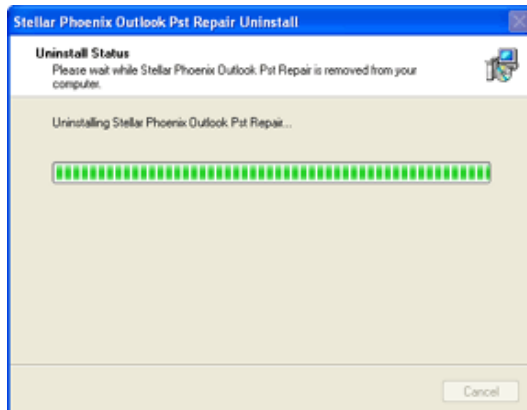 Stellar Phoenix Outlook Pst Repair Uninstall
Uninstall Status
Please wait while Stellar Phoenix Outlook Pst Repair is removed from your
computer.
Uninstalling Stellar Phoenix Outlook Pst Repair...
Cancel